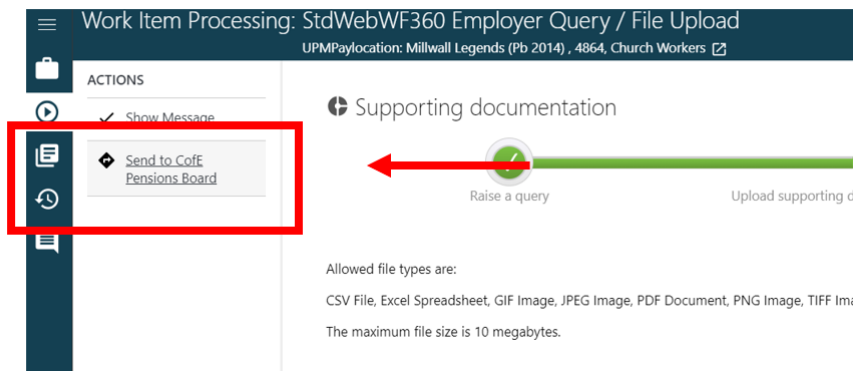 Work Item Processing: StdWebWF360 Employer Query / File Upload
UPMPaylocation: Millwall Legends (Pb 2014) , 4864, Church Workers
ACTIONS
Show Message
Send to CofE
Pensions Board
Supporting documentation
Raise a query
Upload supporting
Allowed file types are:
CSV File, Excel Spreadsheet, GIF Image, JPEG Image, PDF Document, PNG Image, TIFF
The maximum file size is 10 megabytes.